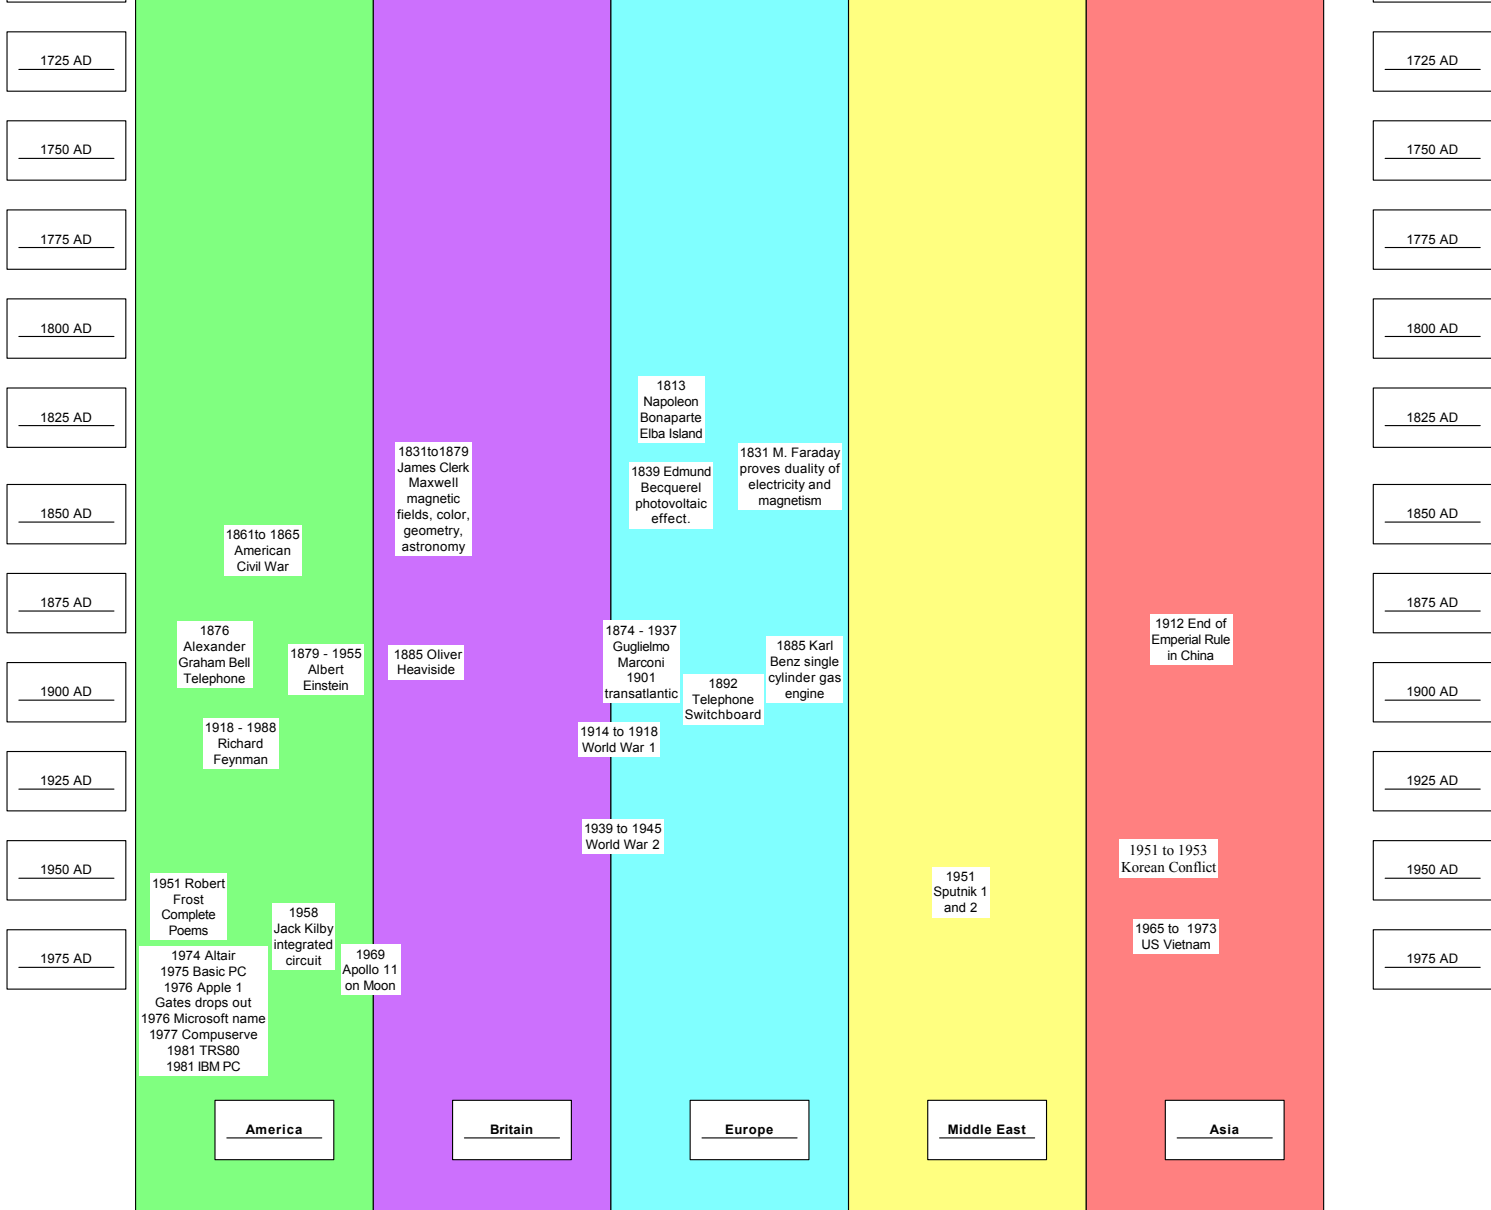 1725 AD
1725 AD
1750 AD
1750 AD
1775 AD
1775 AD
1800 AD
1800 AD
1825 AD
1813
Napoleon
Bonaparte
Elba Island
1825 AD
1831to1879
James Clerk
Maxwell
magnetic
fields, color,
geometry,
astronomy
1839 Edmund
Becquerel
photovoltaic
effect.
1831 M. Faraday
proves duality of
electricity and
magnetism
1850 AD
1850 AD
1861to 1865
American
Civil War
1875 AD
1875 AD
1876
Alexander
Graham Bell
Telephone
1879 - 1955
Albert
Einstein
1885 Oliver
Heaviside
1874 - 1937
Guglielmo
Marconi
1901
transatlantic
1892
Telephone
Switchboard
1885 Karl
Benz single
cylinder gas
engine
1912 End of
Emperial Rule
in China
1900 AD
1900 AD
1918 - 1988
Richard
Feynman
1914 to 1918
World War 1
1925 AD
1925 AD
1939 to 1945
World War 2
1950 AD
1951 to 1953
Korean Conflict
1950 AD
1951 Robert
Frost
Complete
Poems
1958
Jack Kilby
integrated
circuit
1951
Sputnik 1
and 2
1965 to 1973
US Vietnam
1975 AD
1974 Altair
1975 Basic PC
1976 Apple 1
Gates drops out
1976 Microsoft name
1977 Compuserve
1981 TRS80
1981 IBM PC
1969
Apollo 11
on Moon
1975 AD
America
Britain
Europe
Middle East
Asia